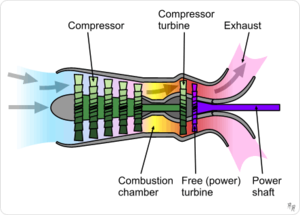 Compressor
Compressor
turbine
Exhaust
Combustion
chamber
Free (power)
turbine
Power
shaft